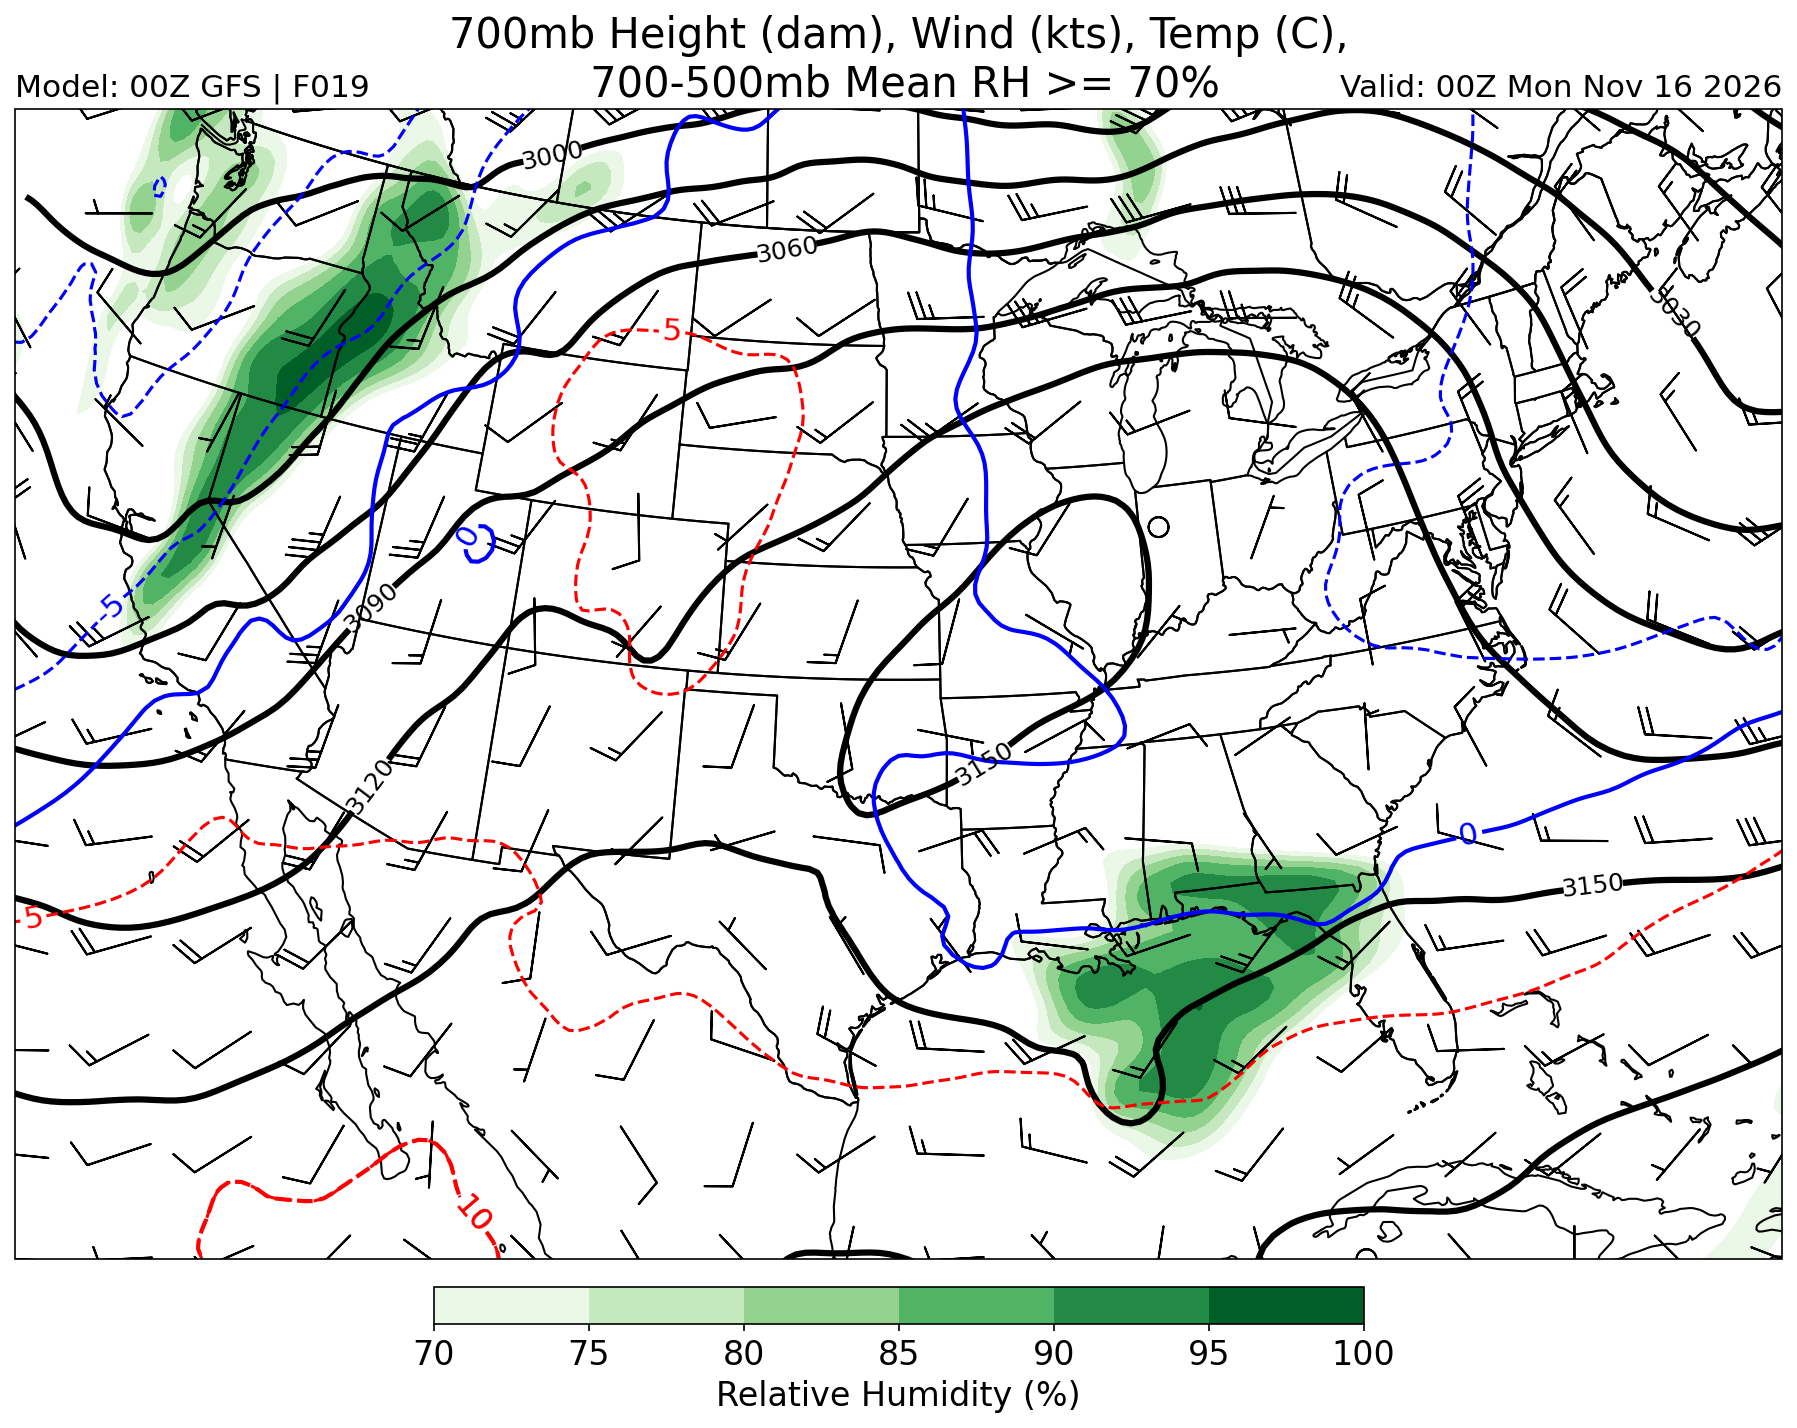 700mb Height (dam), Wind (kts), Temp (C),
700-500mb Mean RH >= 70%
Model: 00Z GFS | F019
Valid: 00Z Mon Nov 16 2026
3000
3060
3030
5
0
-5
3090
3120
3150
0
3150
5
10
70 75 80 85 90 95 100
Relative Humidity (%)